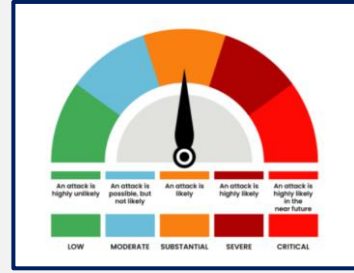 An attack is
highly unlikely
An attack is
possible, but
not likely
An attack is
likely
An attack is
highly likely
An attack is
highly likely
in the
near future
LOW
MODERATE
SUBSTANTIAL
SEVERE
CRITICAL